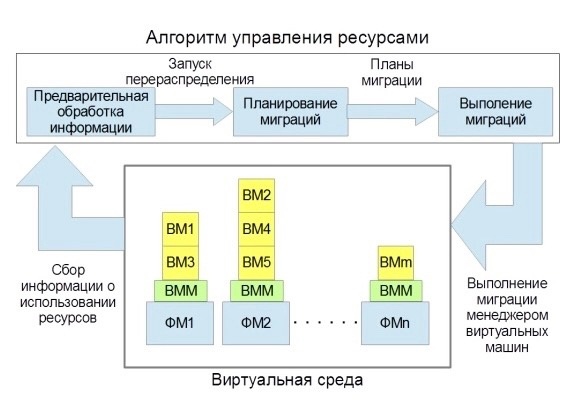 Алгоритм управления ресурсами
Запуск
перераспределения
Планы
миграции
Предварительная
обработка
информации
Планирование
миграций
Выполение
миграций
Сбор
информации о
использовании
ресурсов
ВМ1
ВМ3
ВММ
ФМ1
ВМ2
ВМ4
ВМ5
ВММ
ФМ2
. . . . . .
ВМm
ВММ
ФМn
Выполнение
миграции
менеджером
виртуальных
машин
Виртуальная среда